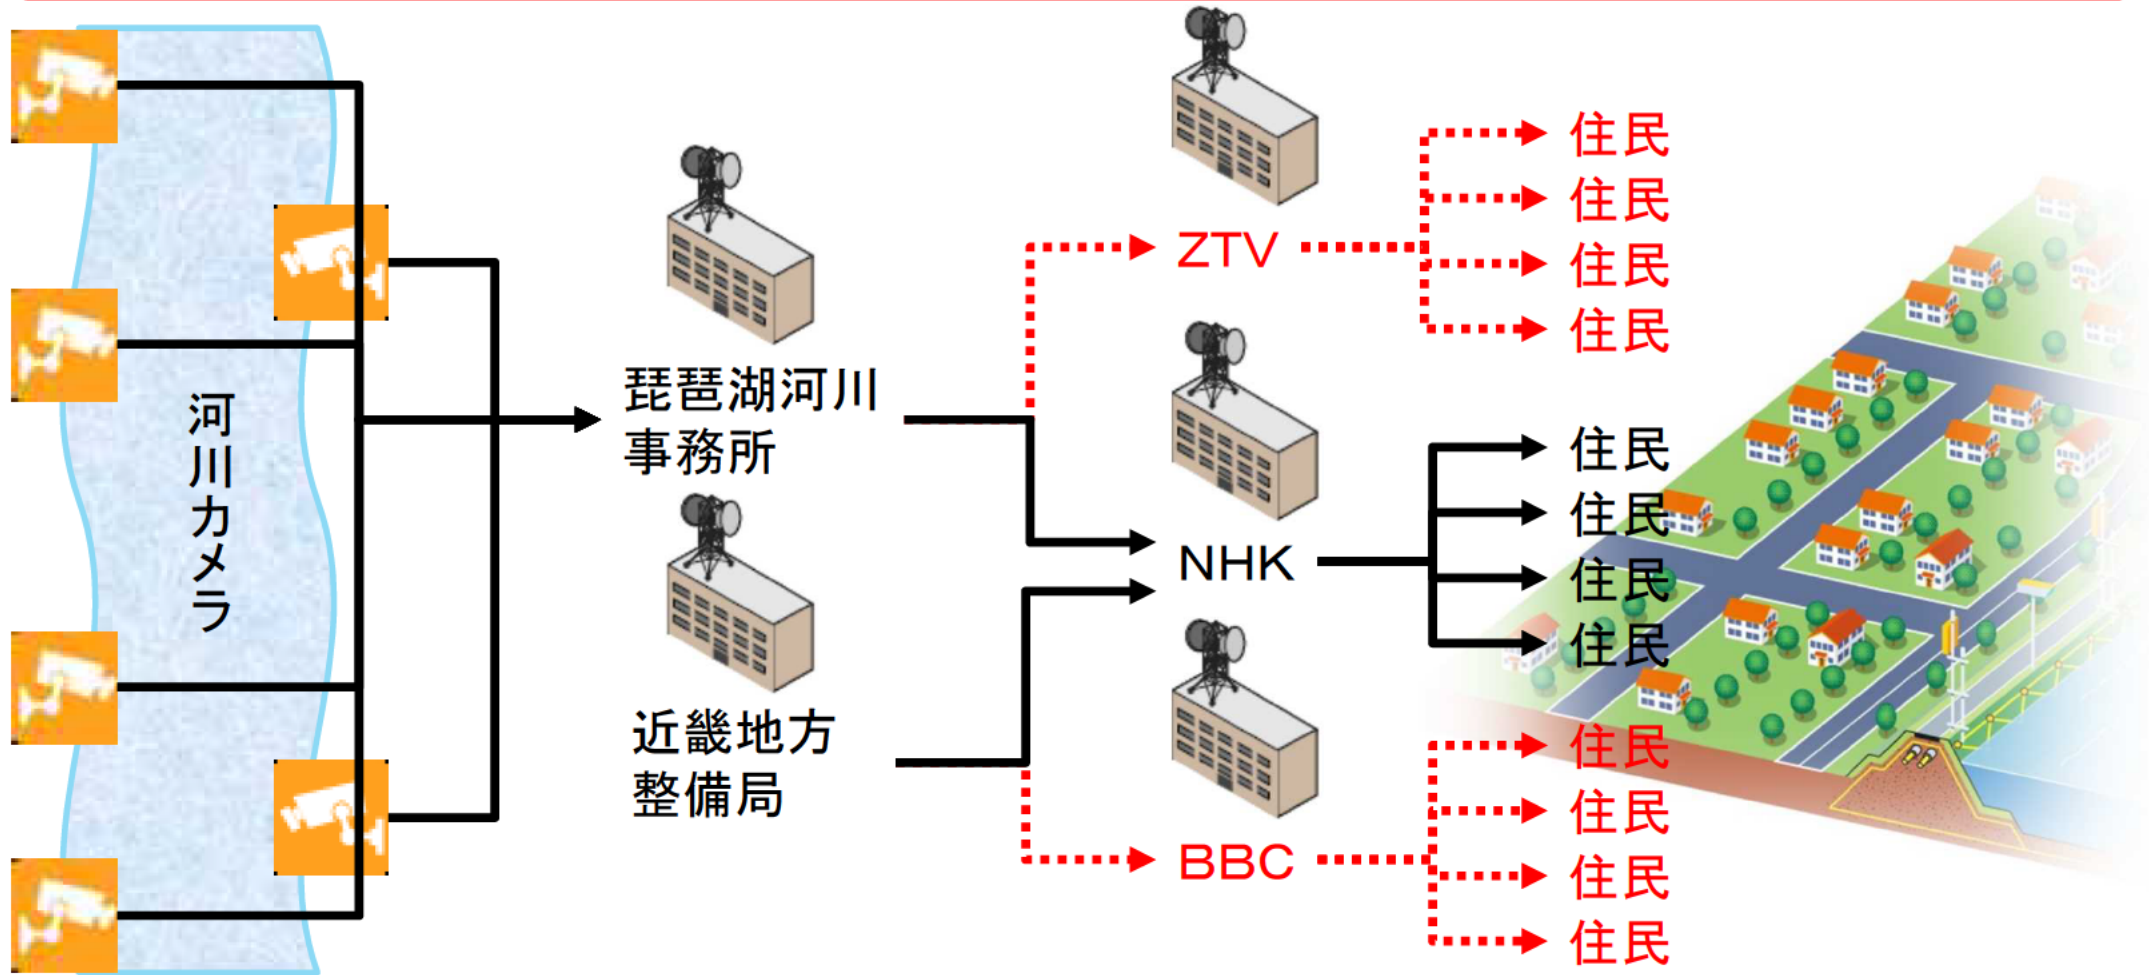 河川カメラ
琵琶湖河川
事務所
近畿地方
整備局
ZTV
住民
住民
住民
住民
NHK
住民
住民
住民
住民
BBC
住民
住民
住民
住民